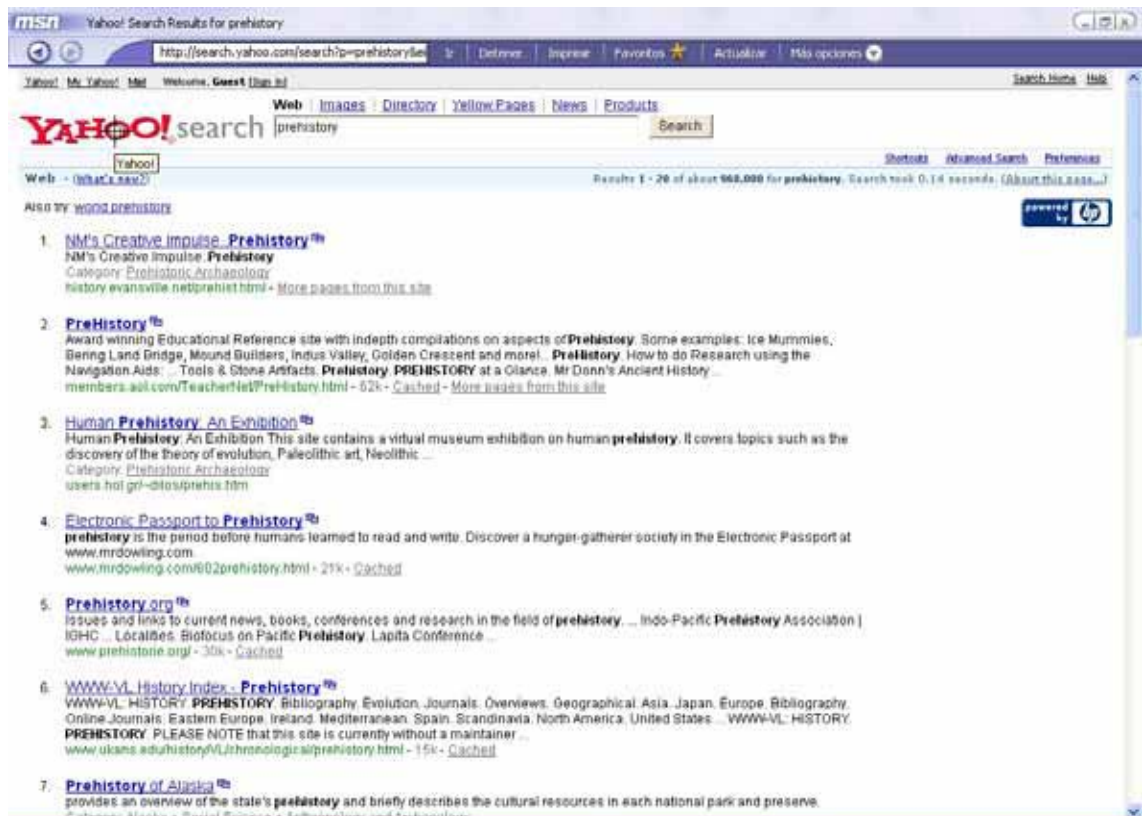 msn Yahoo! Search Results for prehistory
http://search.yahoo.com/search?p=prehistory&ei Ir Detener Imprimir Favoritos Actualizar Más opciones
Yahoo! My Yahoo! Mail Welcome, Guest [Sign In] Search Home Help
Web Images Directory Yellow Pages News Products
YAHOO! search prehistory Search
Yahoo!
Shortcuts Advanced Search Preferences
Web - (What's new?) Results 1 - 20 of about 960,000 for prehistory. Search took 0.14 seconds. (About this page...)
Also try: world prehistory
powered by hp
1. NM's Creative Impulse..Prehistory
NM's Creative Impulse. Prehistory
Category: Prehistoric Archaeology
history.evansville.net/prehist.html - More pages from this site
2. PreHistory
Award winning Educational Reference site with indepth compilations on aspects of Prehistory. Some examples: Ice Mummies,
Bering Land Bridge, Mound Builders, Indus Valley, Golden Crescent and more!... PreHistory. How to do Research using the
Navigation Aids: ... Tools & Stone Artifacts. Prehistory. PREHISTORY at a Glance. Mr Donn's Ancient History ...
members.aol.com/TeacherNet/PreHistory.html - 62k - Cached - More pages from this site
3. Human Prehistory: An Exhibition
Human Prehistory: An Exhibition This site contains a virtual museum exhibition on human prehistory. It covers topics such as the
discovery of the theory of evolution, Paleolithic art, Neolithic ...
Category: Prehistoric Archaeology
users.hol.gr/~dilos/prehis.htm
4. Electronic Passport to Prehistory
prehistory is the period before humans learned to read and write. Discover a hunger-gatherer society in the Electronic Passport at
www.mrdowling.com
www.mrdowling.com/602prehistory.html - 21k - Cached
5. Prehistory.org
Issues and links to current news, books, conferences and research in the field of prehistory. ... Indo-Pacific Prehistory Association |
IGHC ... Localities. Biofocus on Pacific Prehistory. Lapita Conference ...
www.prehistorie.org/ - 30k - Cached
6. WWW-VL History Index - Prehistory
WWW-VL: HISTORY. PREHISTORY. Bibliography. Evolution. Journals. Overviews. Geographical. Asia. Japan. Europe. Bibliography.
Online Journals. Eastern Europe. Ireland. Mediterranean. Spain. Scandinavia. North America. United States ... WWW-VL: HISTORY.
PREHISTORY. PLEASE NOTE that this site is currently without a maintainer ...
www.ukans.edu/history/VL/chronological/prehistory.html - 15k - Cached
7. Prehistory of Alaska
provides an overview of the state's prehistory and briefly describes the cultural resources in each national park and preserve.